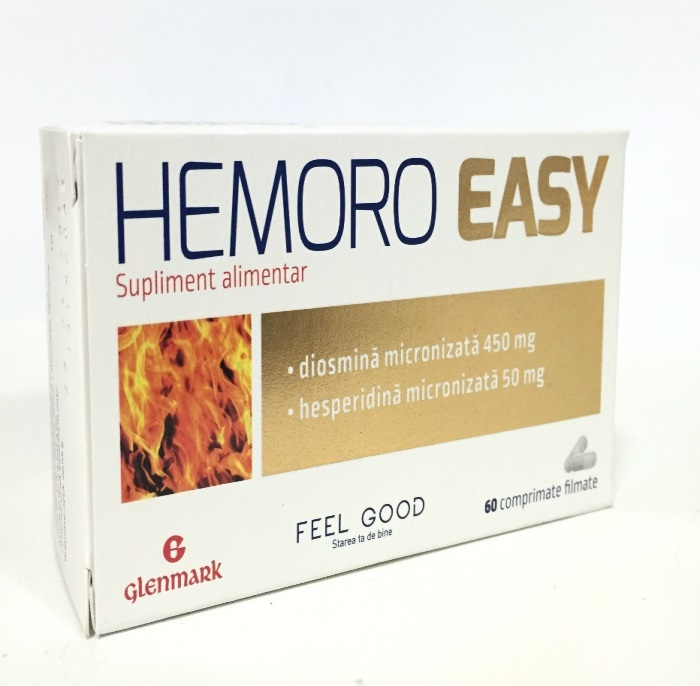 HEMORO EASY
Supliment alimentar
• diosmină micronizată 450 mg
• hesperidină micronizată 50 mg
60 comprimate filmate
FEEL GOOD
Starea ta de bine
G
Glenmark